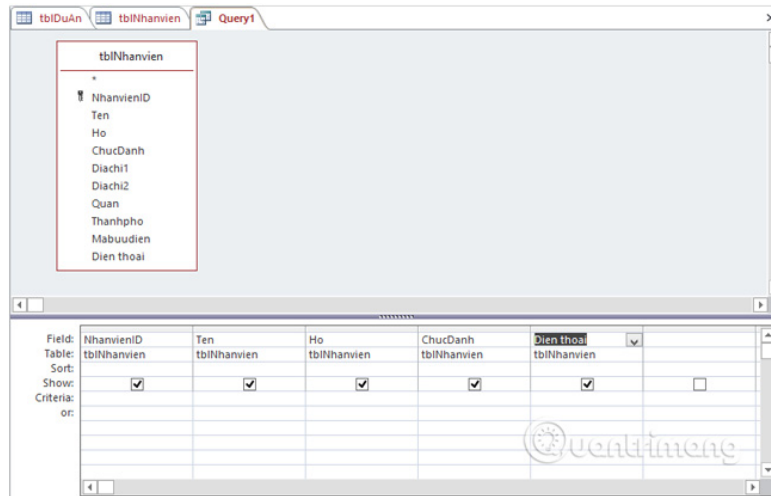 tblDuAn tblNhanvien Query1
tblNhanvien
*
NhanvienID
Ten
Ho
ChucDanh
Diachi1
Diachi2
Quan
Thanhpho
Mabuudien
Dien thoai
Field: NhanvienID Ten Ho ChucDanh Dien thoai
Table: tblNhanvien tblNhanvien tblNhanvien tblNhanvien tblNhanvien
Sort:
Show:
Criteria:
or:
Quantrimang